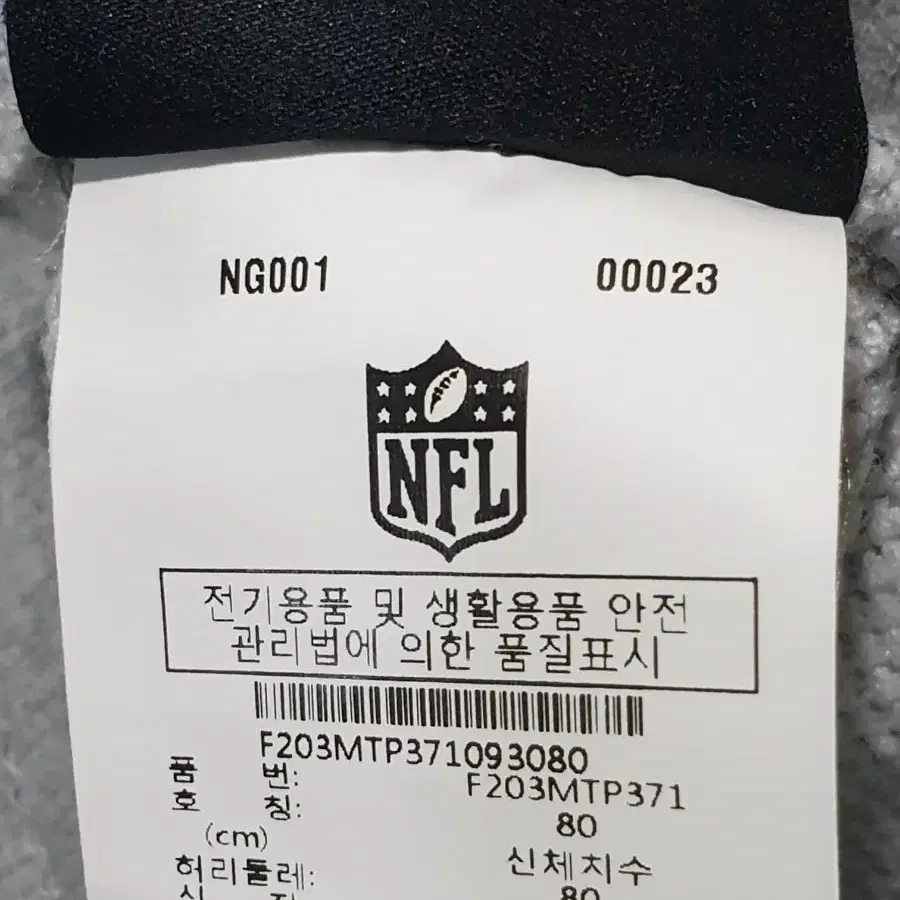 NG001 00023
NFL
전기용품 및 생활용품 안전
관리법에 의한 품질표시
F203MTP371093080
품 번: F203MTP371
호 칭: 80
(cm)
허리둘레: 신체치수
80